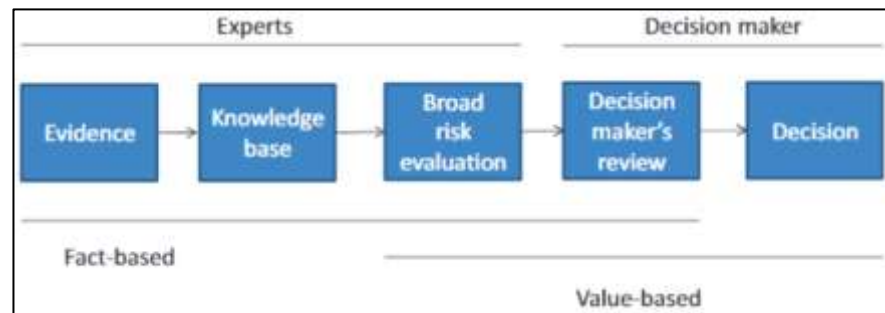 Experts
Decision maker
Evidence
Knowledge
base
Broad
risk
evaluation
Decision
maker's
review
Decision
Fact-based
Value-based